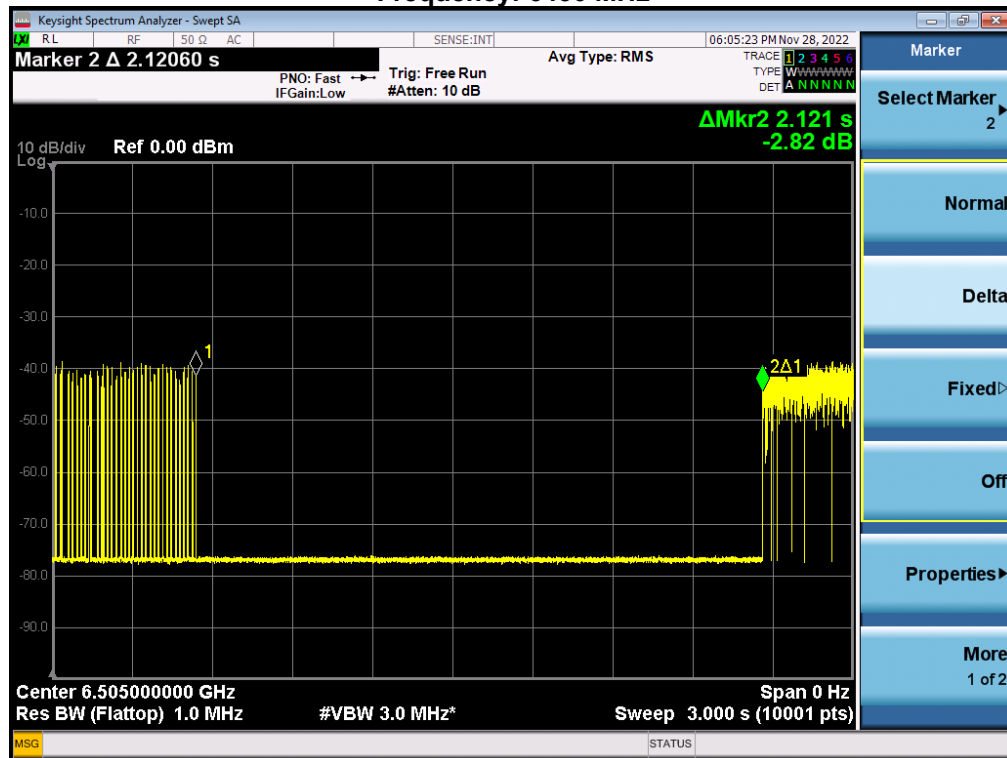 Keysight Spectrum Analyzer - Swept SA
LXI RL RF 50 Ω AC SENSE:INT 06:05:23 PM Nov 28, 2022
Marker 2 Δ 2.12060 s
PNO: Fast
IFGain:Low
Trig: Free Run
#Atten: 10 dB
Avg Type: RMS
TRACE 1 2 3 4 5 6
TYPE WWWWWW
DET A N N N N N
ΔMkr2 2.121 s
-2.82 dB
10 dB/div Ref 0.00 dBm
Log
-10.0
-20.0
-30.0
-40.0
-50.0
-60.0
-70.0
-80.0
-90.0
1
2Δ1
Center 6.505000000 GHz Span 0 Hz
Res BW (Flattop) 1.0 MHz #VBW 3.0 MHz* Sweep 3.000 s (10001 pts)
MSG STATUS
Marker
Select Marker
2
Normal
Delta
Fixed
Off
Properties
More
1 of 2